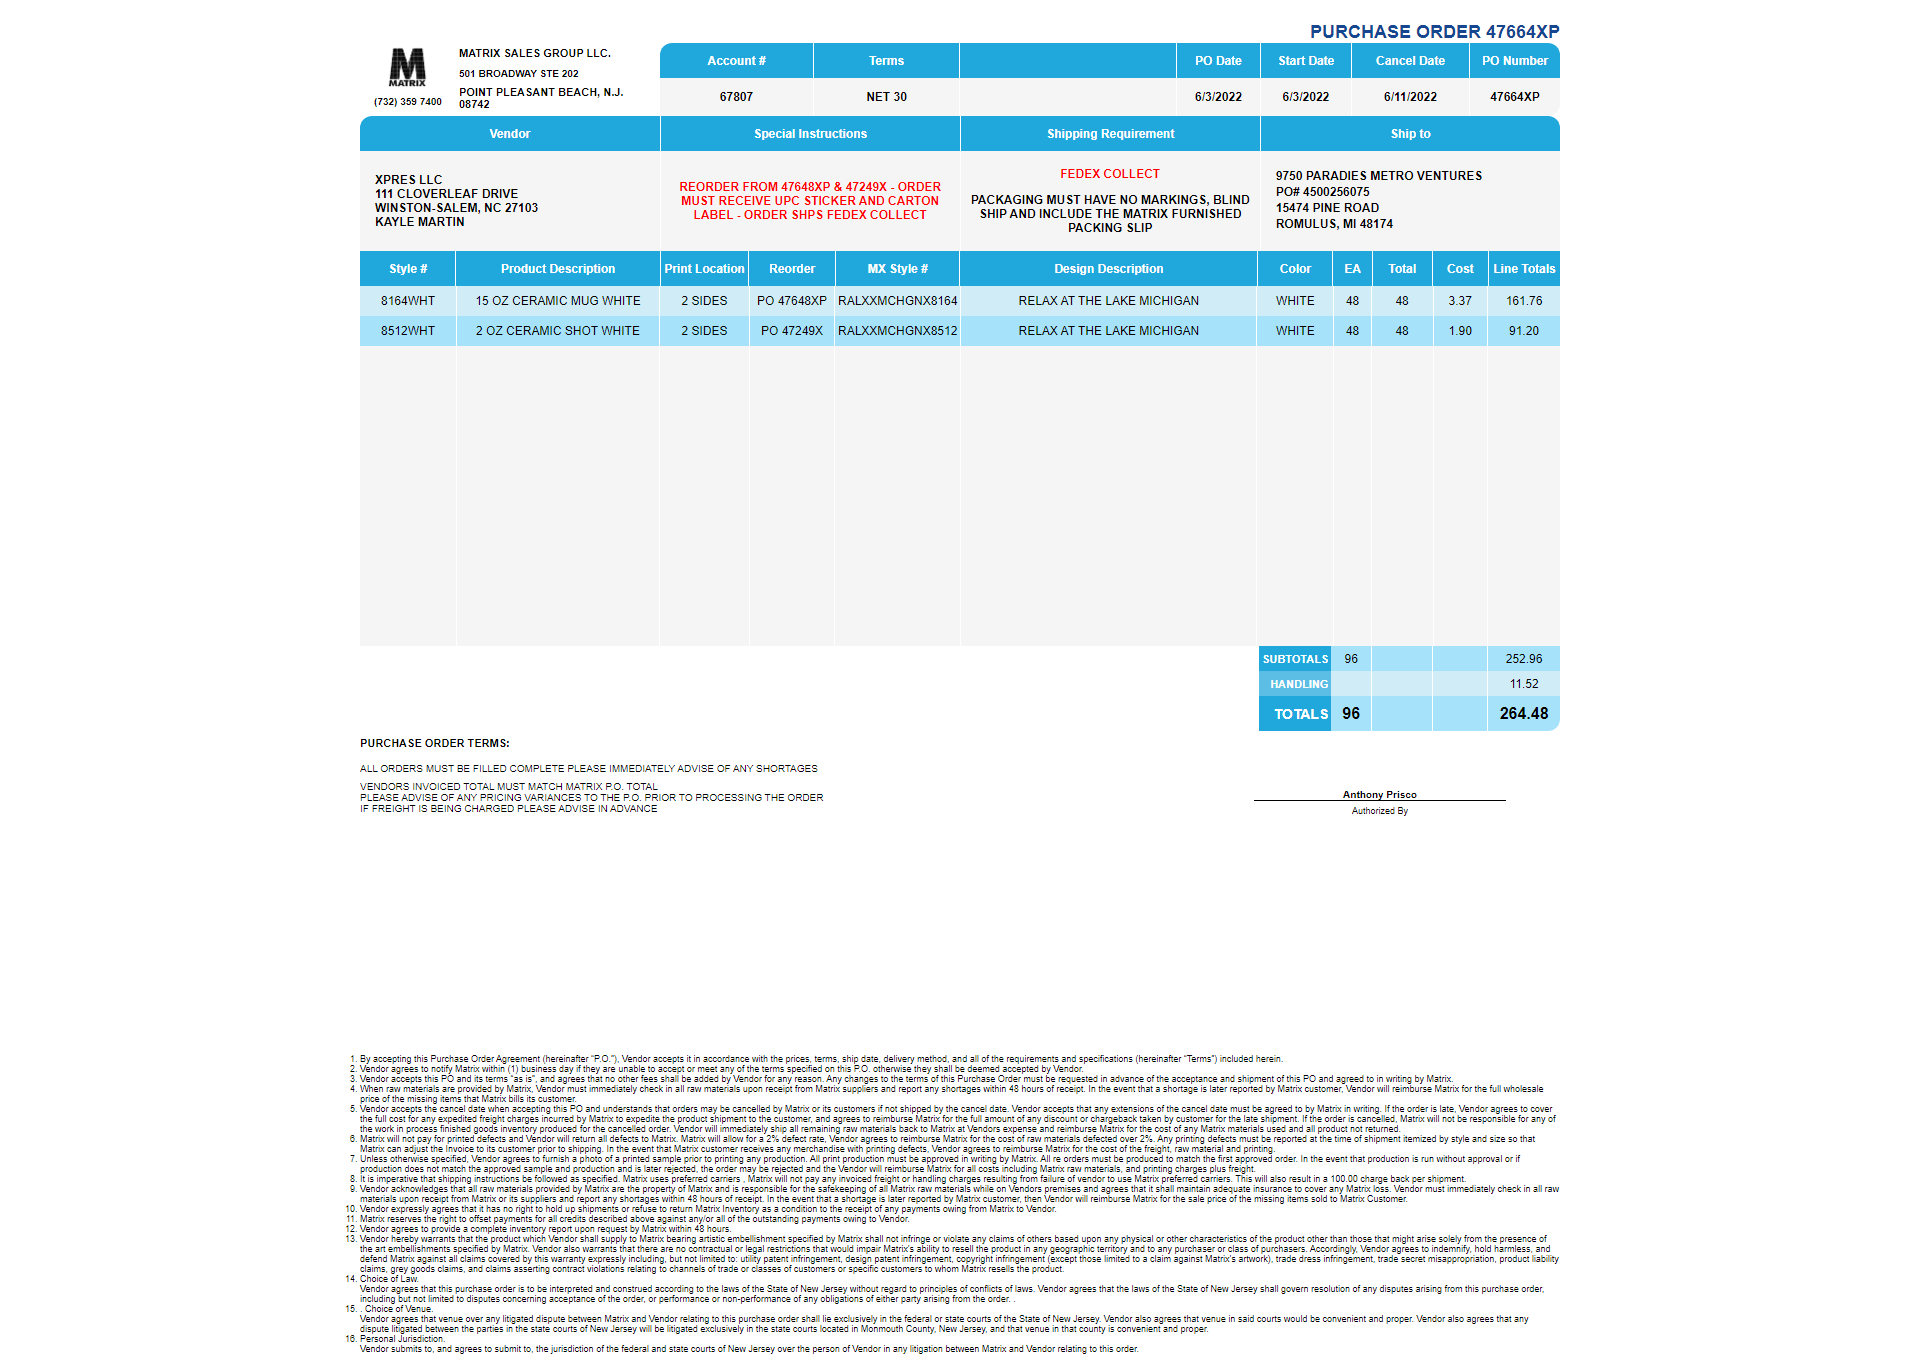 PURCHASE ORDER 47664XP
MATRIX
(732) 359 7400
MATRIX SALES GROUP LLC.
501 BROADWAY STE 202
POINT PLEASANT BEACH, N.J.
08742
Account # Terms PO Date Start Date Cancel Date PO Number
67807 NET 30 6/3/2022 6/3/2022 6/11/2022 47664XP
Vendor Special Instructions Shipping Requirement Ship to
XPRES LLC
111 CLOVERLEAF DRIVE
WINSTON-SALEM, NC 27103
KAYLE MARTIN
REORDER FROM 47648XP & 47249X - ORDER
MUST RECEIVE UPC STICKER AND CARTON
LABEL - ORDER SHPS FEDEX COLLECT
FEDEX COLLECT
PACKAGING MUST HAVE NO MARKINGS, BLIND
SHIP AND INCLUDE THE MATRIX FURNISHED
PACKING SLIP
9750 PARADIES METRO VENTURES
PO# 4500256075
15474 PINE ROAD
ROMULUS, MI 48174
Style # Product Description Print Location Reorder MX Style # Design Description Color EA Total Cost Line Totals
8164WHT 15 OZ CERAMIC MUG WHITE 2 SIDES PO 47648XP RALXXMCHGNX8164 RELAX AT THE LAKE MICHIGAN WHITE 48 48 3.37 161.76
8512WHT 2 OZ CERAMIC SHOT WHITE 2 SIDES PO 47249X RALXXMCHGNX8512 RELAX AT THE LAKE MICHIGAN WHITE 48 48 1.90 91.20
SUBTOTALS 96 252.96
HANDLING 11.52
TOTALS 96 264.48
PURCHASE ORDER TERMS:
ALL ORDERS MUST BE FILLED COMPLETE PLEASE IMMEDIATELY ADVISE OF ANY SHORTAGES
VENDORS INVOICED TOTAL MUST MATCH MATRIX P.O. TOTAL
PLEASE ADVISE OF ANY PRICING VARIANCES TO THE P.O. PRIOR TO PROCESSING THE ORDER
IF FREIGHT IS BEING CHARGED PLEASE ADVISE IN ADVANCE
Anthony Prisco
Authorized By
1. By accepting this Purchase Order Agreement (hereinafter “P.O.”), Vendor accepts it in accordance with the prices, terms, ship date, delivery method, and all of the requirements and specifications (hereinafter “Terms”) included herein.
2. Vendor agrees to notify Matrix within (1) business day if they are unable to accept or meet any of the terms specified on this P.O. otherwise they shall be deemed accepted by Vendor.
3. Vendor accepts this PO and its terms “as is”, and agrees that no other fees shall be added by Vendor for any reason. Any changes to the terms of this Purchase Order must be requested in advance of the acceptance and shipment of this PO and agreed to in writing by Matrix.
4. When raw materials are provided by Matrix, Vendor must immediately check in all raw materials upon receipt from Matrix suppliers and report any shortages within 48 hours of receipt. In the event that a shortage is later reported by Matrix customer, Vendor will reimburse Matrix for the full wholesale
price of the missing items that Matrix bills its customer.
5. Vendor accepts the cancel date when accepting this PO and understands that orders may be cancelled by Matrix or its customers if not shipped by the cancel date. Vendor accepts that any extensions of the cancel date must be agreed to by Matrix in writing. If the order is late, Vendor agrees to cover
the full cost for any expedited freight charges incurred by Matrix to expedite the product shipment to the customer, and agrees to reimburse Matrix for the full amount of any discount or chargeback taken by customer for the late shipment. If the order is cancelled, Matrix will not be responsible for any of
the work in process finished goods inventory produced for the cancelled order. Vendor will immediately ship all remaining raw materials back to Matrix at Vendors expense and reimburse Matrix for the cost of any Matrix materials used and all product not returned.
6. Matrix will not pay for printed defects and Vendor will return all defects to Matrix. Matrix will allow for a 2% defect rate, Vendor agrees to reimburse Matrix for the cost of raw materials defected over 2%. Any printing defects must be reported at the time of shipment itemized by style and size so that
Matrix can adjust the Invoice to its customer prior to shipping. In the event that Matrix customer receives any merchandise with printing defects, Vendor agrees to reimburse Matrix for the cost of the freight, raw material and printing.
7. Unless otherwise specified, Vendor agrees to furnish a photo of a printed sample prior to printing any production. All print production must be approved in writing by Matrix. All re orders must be produced to match the first approved order. In the event that production is run without approval or if
production does not match the approved sample and production and is later rejected, the order may be rejected and the Vendor will reimburse Matrix for all costs including Matrix raw materials, and printing charges plus freight.
8. It is imperative that shipping instructions be followed as specified. Matrix uses preferred carriers , Matrix will not pay any invoiced freight or handling charges resulting from failure of vendor to use Matrix preferred carriers. This will also result in a 100.00 charge back per shipment.
9. Vendor acknowledges that all raw materials provided by Matrix are the property of Matrix and is responsible for the safekeeping of all Matrix raw materials while on Vendors premises and agrees that it shall maintain adequate insurance to cover any Matrix loss. Vendor must immediately check in all raw
materials upon receipt from Matrix or its suppliers and report any shortages within 48 hours of receipt. In the event that a shortage is later reported by Matrix customer, then Vendor will reimburse Matrix for the sale price of the missing items sold to Matrix Customer.
10. Vendor expressly agrees that it has no right to hold up shipments or refuse to return Matrix Inventory as a condition to the receipt of any payments owing from Matrix to Vendor.
11. Matrix reserves the right to offset payments for all credits described above against any/or all of the outstanding payments owing to Vendor.
12. Vendor agrees to provide a complete inventory report upon request by Matrix within 48 hours.
13. Vendor hereby warrants that the product which Vendor shall supply to Matrix bearing artistic embellishment specified by Matrix shall not infringe or violate any claims of others based upon any physical or other characteristics of the product other than those that might arise solely from the presence of
the art embellishments specified by Matrix. Vendor also warrants that there are no contractual or legal restrictions that would impair Matrix's ability to resell the product in any geographic territory and to any purchaser or class of purchasers. Accordingly, Vendor agrees to indemnify, hold harmless, and
defend Matrix against all claims covered by this warranty expressly including, but not limited to: utility patent infringement, design patent infringement, copyright infringement (except those limited to a claim against Matrix's artwork), trade dress infringement, trade secret misappropriation, product liability
claims, grey goods claims, and claims asserting contract violations relating to channels of trade or classes of customers or specific customers to whom Matrix resells the product.
14. Choice of Law.
Vendor agrees that this purchase order is to be interpreted and construed according to the laws of the State of New Jersey without regard to principles of conflicts of laws. Vendor agrees that the laws of the State of New Jersey shall govern resolution of any disputes arising from this purchase order,
including but not limited to disputes concerning acceptance of the order, or performance or non-performance of any obligations of either party arising from the order. .
15. . Choice of Venue.
Vendor agrees that venue over any litigated dispute between Matrix and Vendor relating to this purchase order shall lie exclusively in the federal or state courts of the State of New Jersey. Vendor also agrees that venue in said courts would be convenient and proper. Vendor also agrees that any
dispute litigated between the parties in the state courts of New Jersey will be litigated exclusively in the state courts located in Monmouth County, New Jersey, and that venue in that county is convenient and proper.
16. Personal Jurisdiction.
Vendor submits to, and agrees to submit to, the jurisdiction of the federal and state courts of New Jersey over the person of Vendor in any litigation between Matrix and Vendor relating to this order.